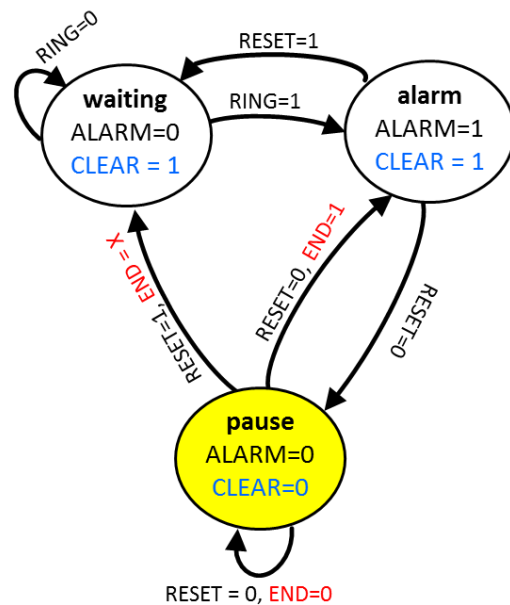 RING=0
RESET=1
waiting
ALARM=0
CLEAR = 1
RING=1
alarm
ALARM=1
CLEAR = 1
RESET=1, END = X
RESET=0, END=1
RESET=0
pause
ALARM=0
CLEAR=0
RESET = 0, END=0